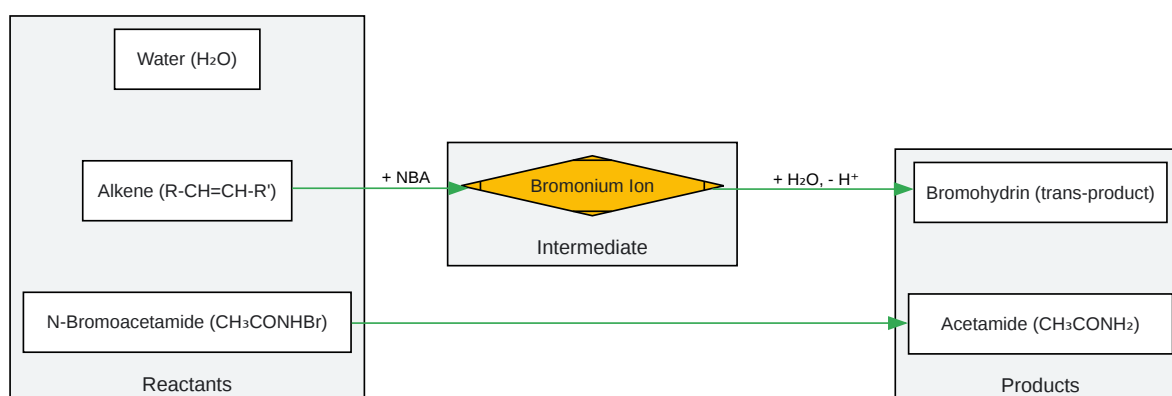 Water (H₂O)
Alkene (R-CH=CH-R')
+ NBA
Bromonium Ion
+ H₂O, - H⁺
Bromohydrin (trans-product)
Intermediate
N-Bromoacetamide (CH₃CONHBr)
Acetamide (CH₃CONH₂)
Reactants
Products